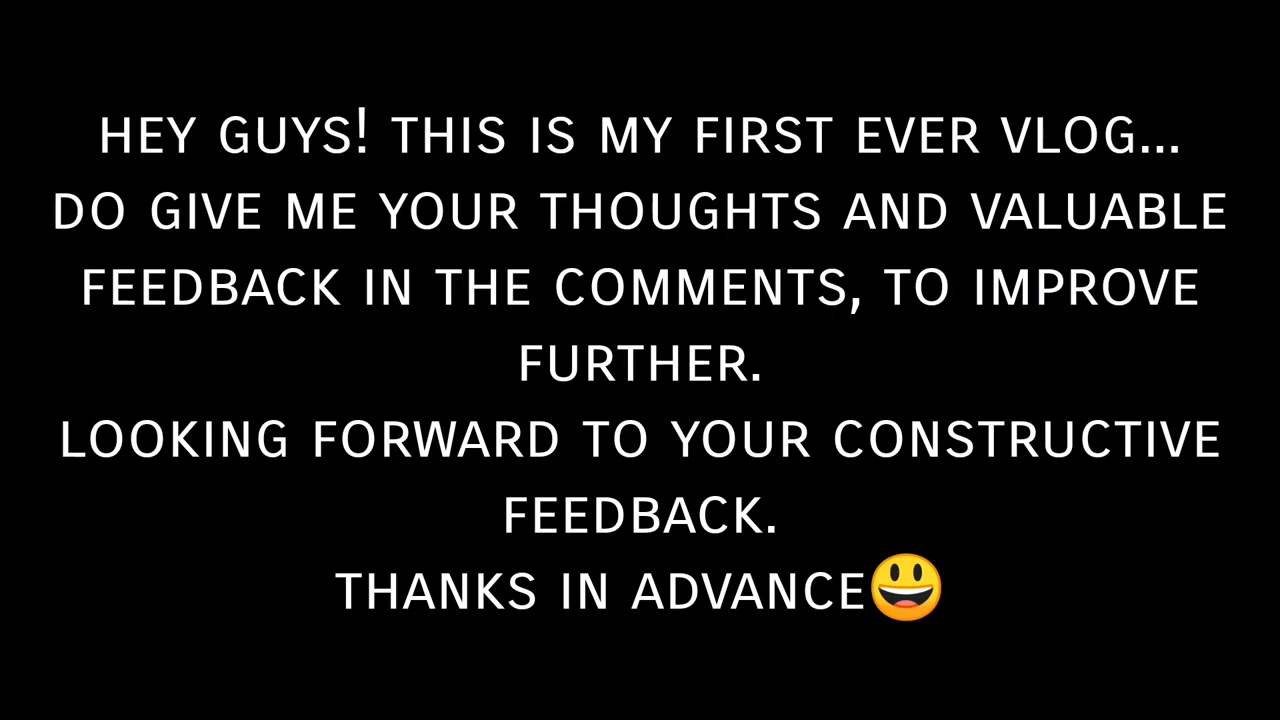 HEY GUYS! THIS IS MY FIRST EVER VLOG...
DO GIVE ME YOUR THOUGHTS AND VALUABLE
FEEDBACK IN THE COMMENTS, TO IMPROVE
FURTHER.
LOOKING FORWARD TO YOUR CONSTRUCTIVE
FEEDBACK.
THANKS IN ADVANCE😃